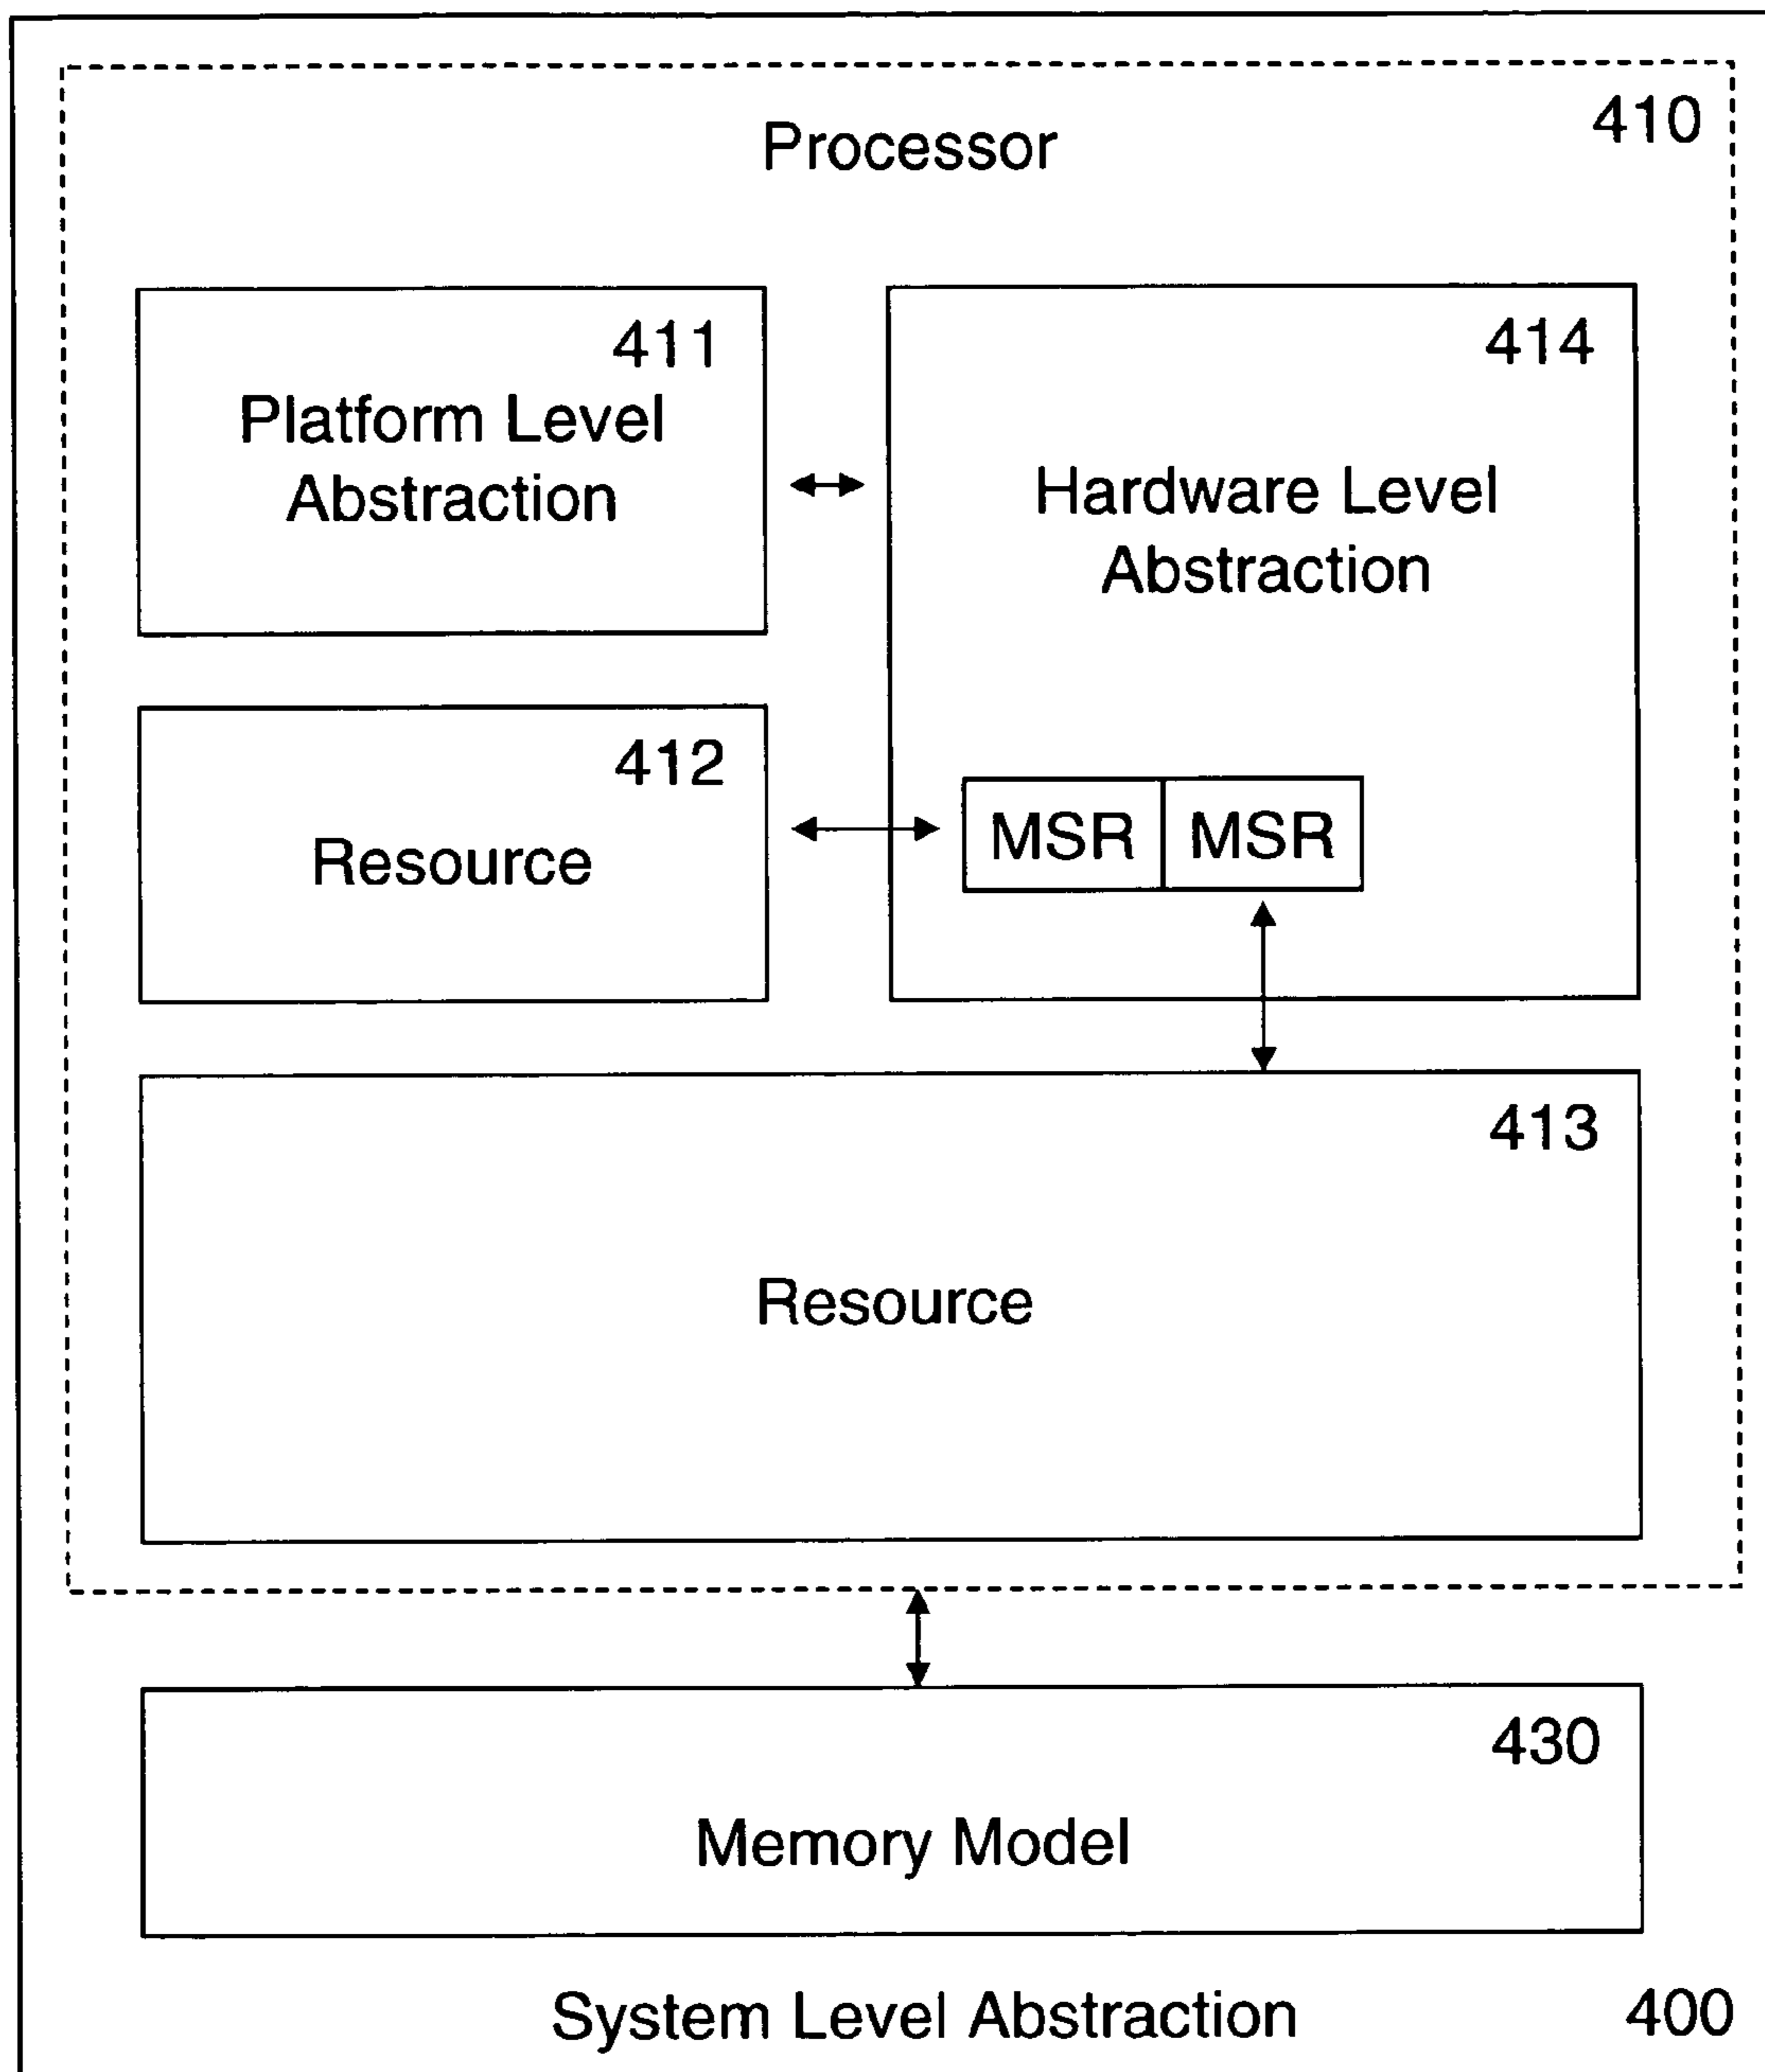 410
Processor
411
Platform Level
Abstraction
414
Hardware Level
Abstraction
412
Resource
MSR MSR
413
Resource
430
Memory Model
System Level Abstraction 400